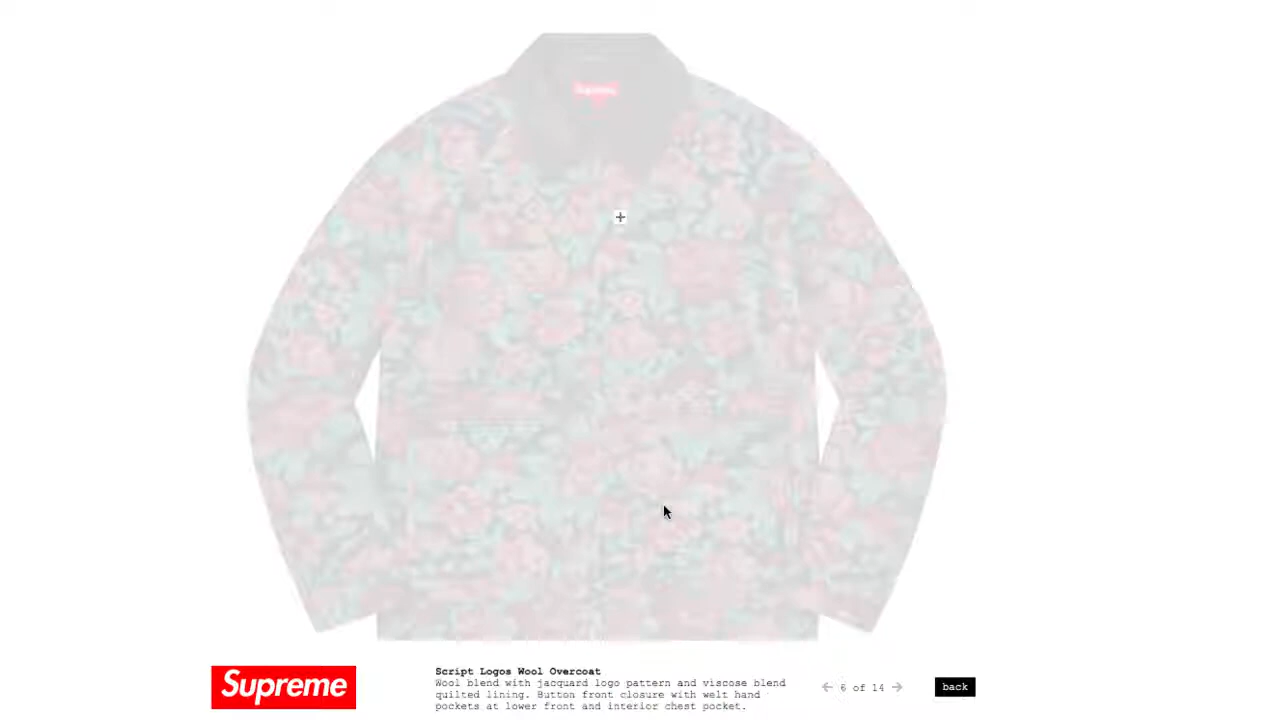 Supreme
Supreme
Script Logos Wool Overcoat
Wool blend with jacquard logo pattern and viscose blend
quilted lining. Button front closure with welt hand
pockets at lower front and interior chest pocket.
6 of 14
back